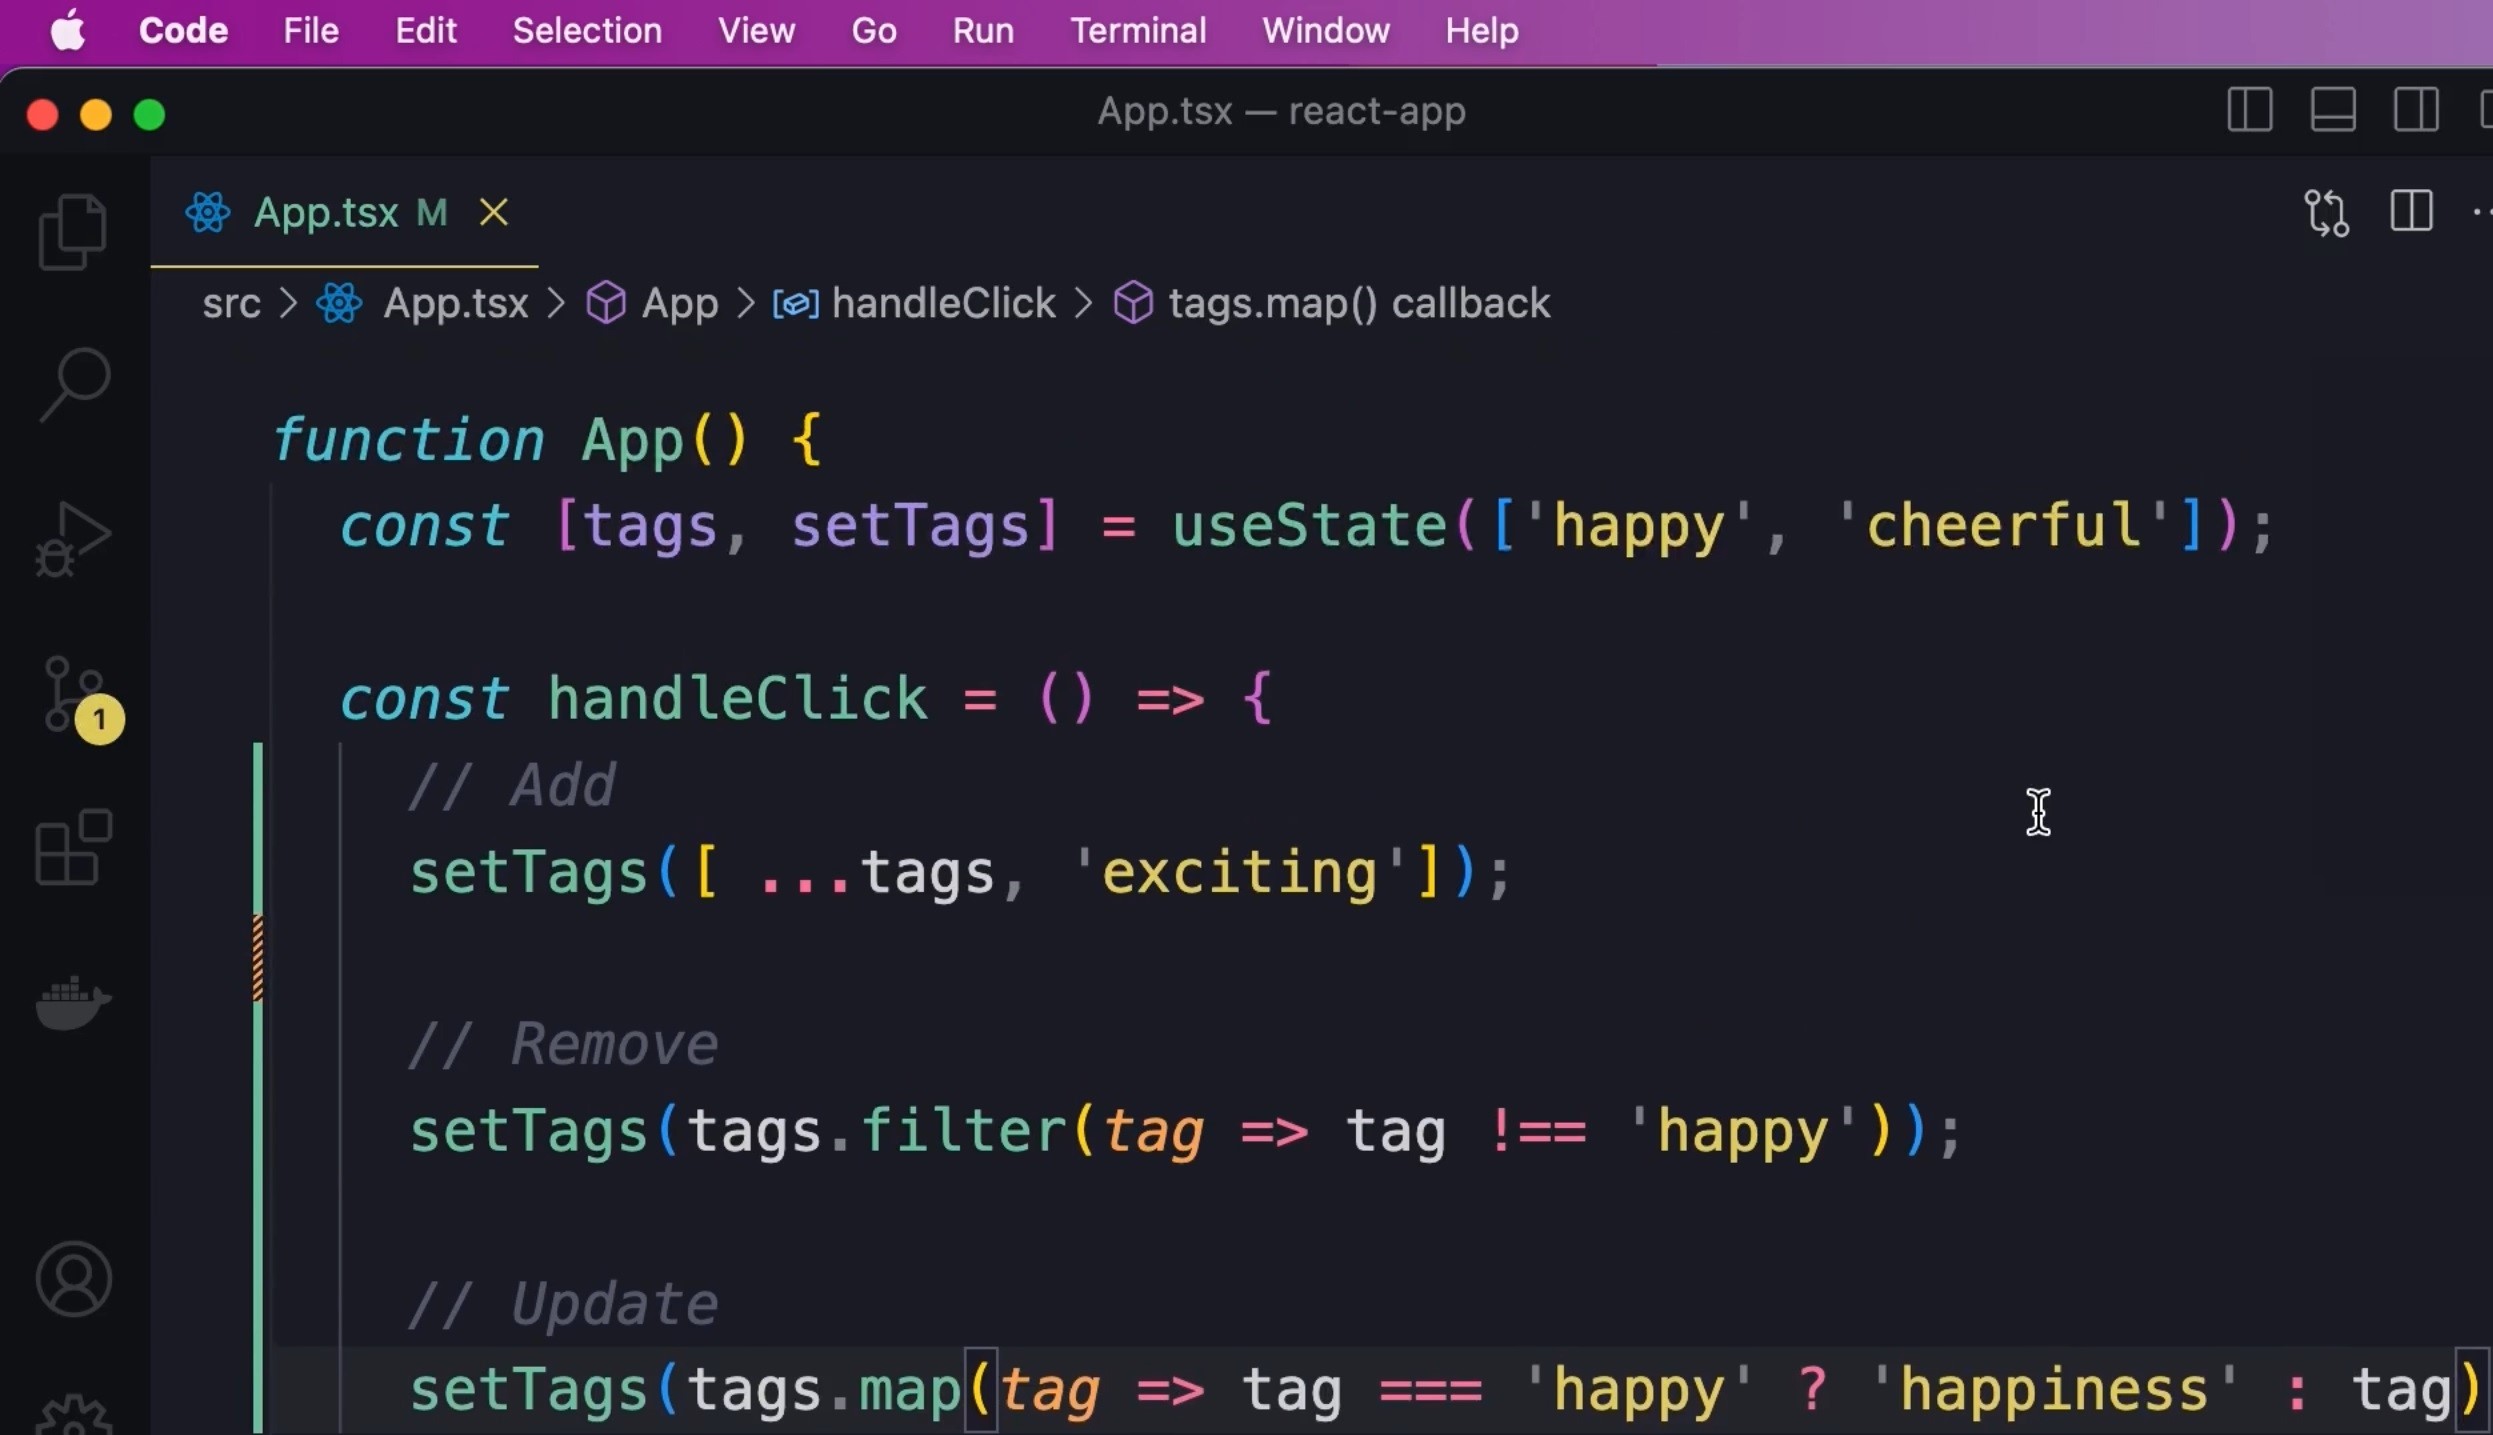 Code File Edit Selection View Go Run Terminal Window Help
App.tsx — react-app
App.tsx M
src > App.tsx > App > handleClick > tags.map() callback
function App() {
const [tags, setTags] = useState(['happy', 'cheerful']);
const handleClick = () => {
// Add
setTags([ ...tags, 'exciting']);
// Remove
setTags(tags.filter(tag => tag !== 'happy'));
// Update
setTags(tags.map(tag => tag === 'happy' ? 'happiness' : tag)
1